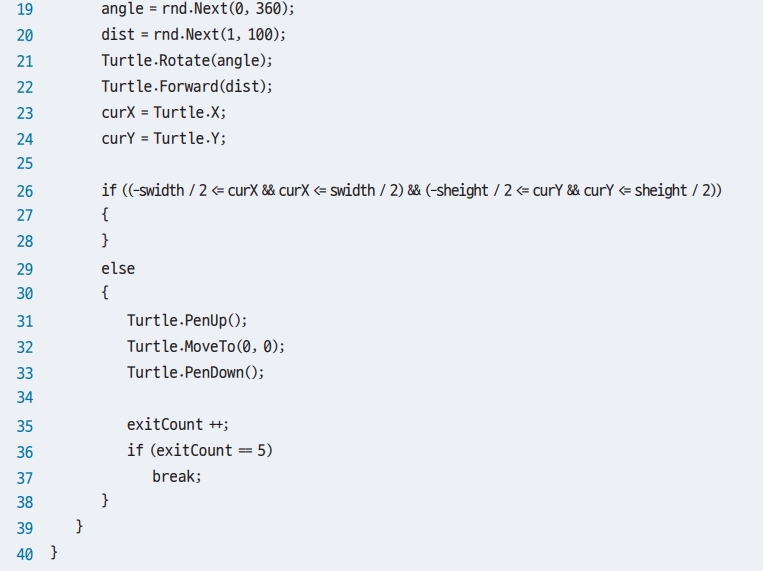 19 angle = rnd.Next(0, 360);
20 dist = rnd.Next(1, 100);
21 Turtle.Rotate(angle);
22 Turtle.Forward(dist);
23 curX = Turtle.X;
24 curY = Turtle.Y;
25
26 if ((-swidth / 2 <= curX && curX <= swidth / 2) && (-sheight / 2 <= curY && curY <= sheight / 2))
27 {
28 }
29 else
30 {
31 Turtle.PenUp();
32 Turtle.MoveTo(0, 0);
33 Turtle.PenDown();
34
35 exitCount ++;
36 if (exitCount == 5)
37 break;
38 }
39 }
40 }